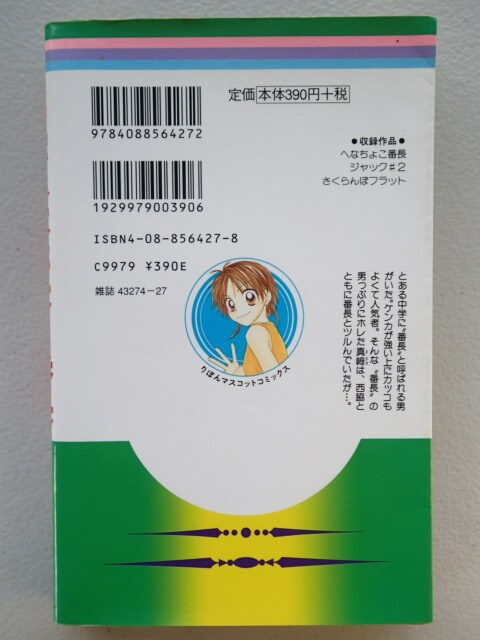 定価 本体390円+税
9784088564272
●収録作品●
へなちょこ番長
ジャック#2
さくらんぼフラット
1929979003906
ISBN4-08-856427-8
C9979 ¥390E
雑誌 43274-27
りぼんマスコットコミックス
とある中学に〝番長〟と呼ばれる男
がいた。ケンカが強い上にカッコも
よくて人気者。そんな〝番長〟の
男っぷりにホレた真姆は、西脇と
ともに番長とツルんでいたが…。